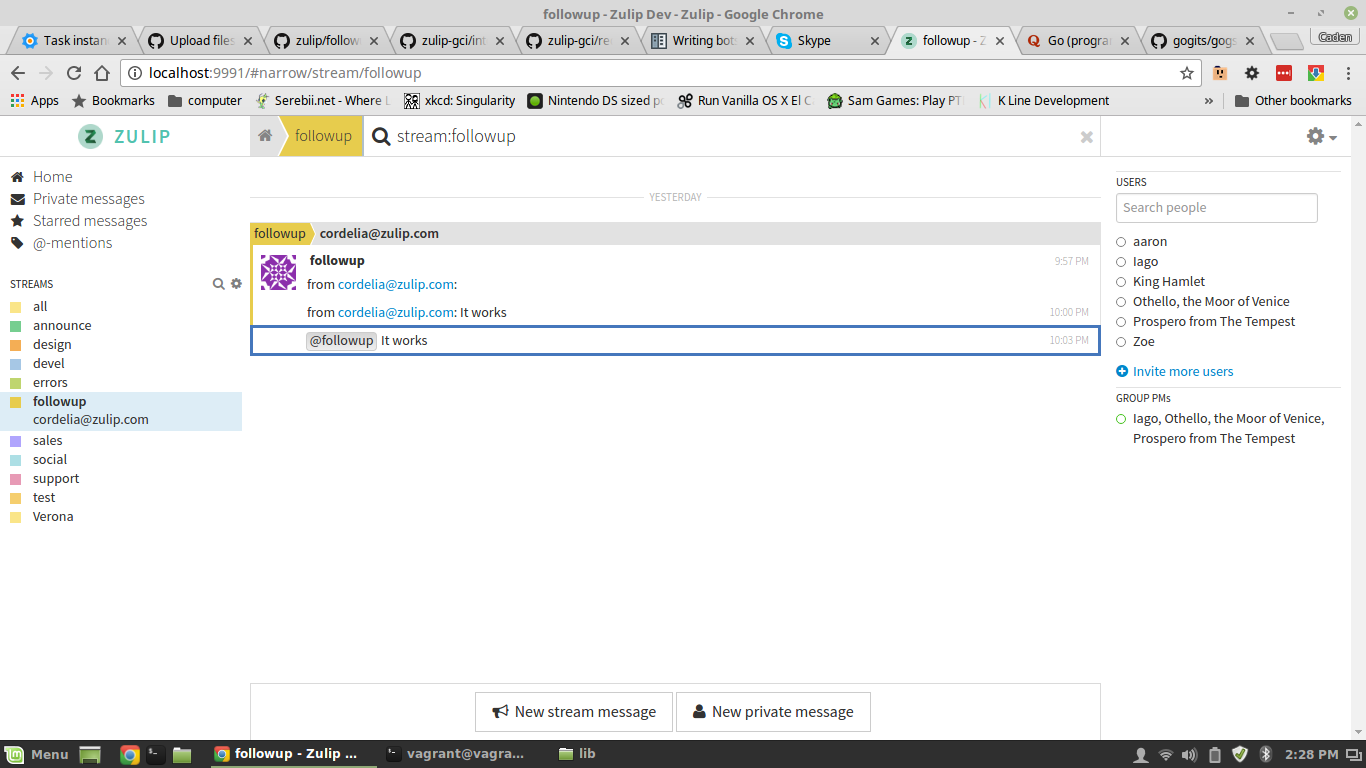 followup - Zulip Dev - Zulip - Google Chrome
Task instan
Upload files
zulip/follow
zulip-gci/int
zulip-gci/re
Writing bot
Skype
followup - Z
Go (progra
gogits/gogs
Caden
localhost:9991/#narrow/stream/followup
Apps
Bookmarks
computer
Serebii.net - Where
xkcd: Singularity
Nintendo DS sized p
Run Vanilla OS X El C
Sam Games: Play PT
K Line Development
»
Other bookmarks
Z ZULIP
followup
stream:followup
Home
Private messages
Starred messages
@-mentions
STREAMS
all
announce
design
devel
errors
followup
cordelia@zulip.com
sales
social
support
test
Verona
YESTERDAY
followup cordelia@zulip.com
followup 9:57 PM
from cordelia@zulip.com:
from cordelia@zulip.com: It works 10:00 PM
@followup It works 10:03 PM
New stream message
New private message
USERS
Search people
aaron
Iago
King Hamlet
Othello, the Moor of Venice
Prospero from The Tempest
Zoe
Invite more users
GROUP PMs
Iago, Othello, the Moor of Venice,
Prospero from The Tempest
Menu
followup - Zulip ...
vagrant@vagra...
lib
2:28 PM